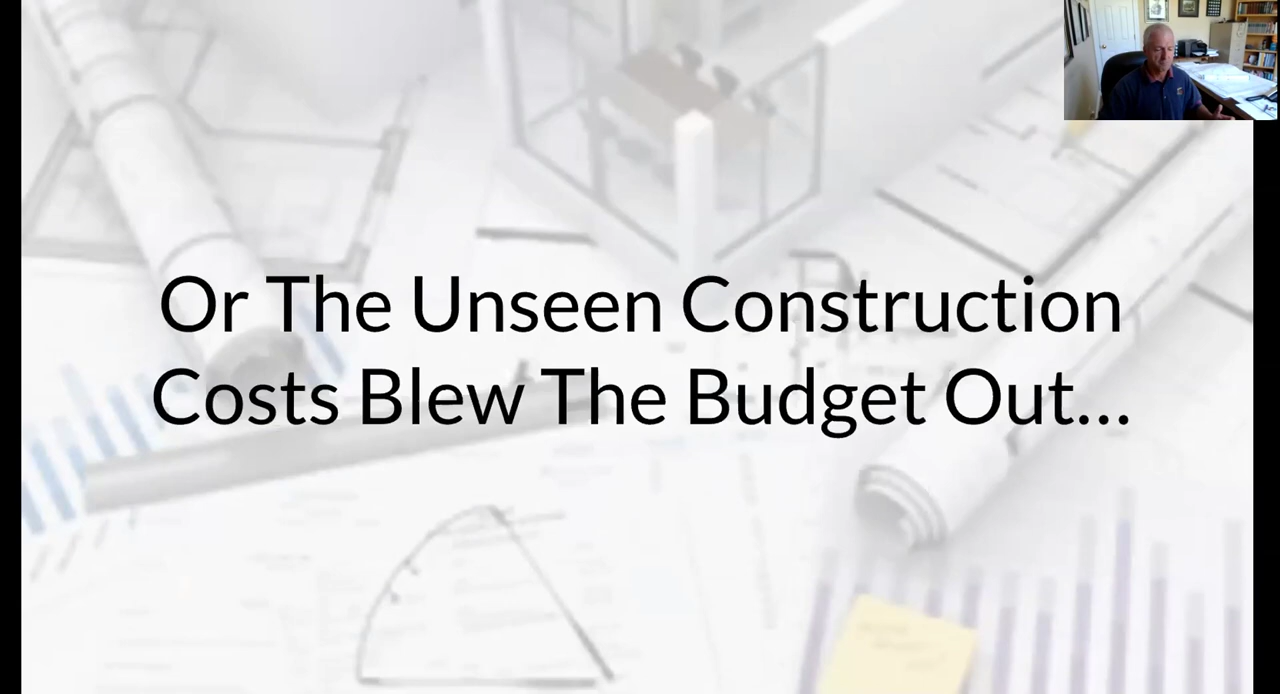 Or The Unseen Construction
Costs Blew The Budget Out...